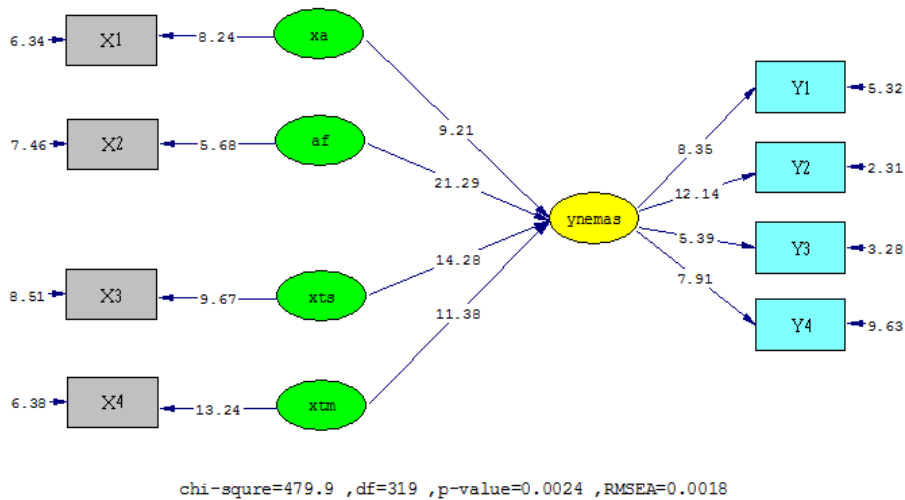 6.34 X1 8.24 xa
7.46 X2 5.68 af
8.51 X3 9.67 xts
6.38 X4 13.24 xtm
9.21
21.29
14.28
11.38
ynemas
8.35 Y1 5.32
12.14 Y2 2.31
5.39 Y3 3.28
7.91 Y4 9.63
chi-squre=479.9 ,df=319 ,p-value=0.0024 ,RMSEA=0.0018